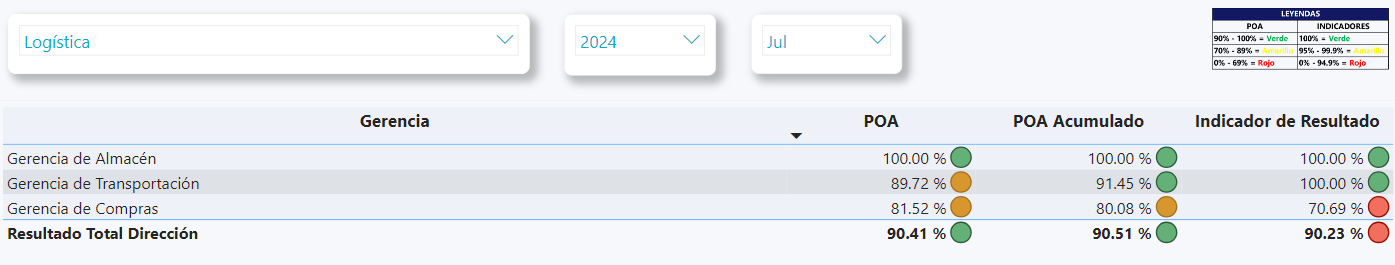 Logística
2024
Jul
LEYENDAS
POA INDICADORES
90% - 100% = Verde 100% = Verde
70% - 89% = Amarillo 95% - 99.9% = Amarillo
0% - 69% = Rojo 0% - 94.9% = Rojo
Gerencia POA POA Acumulado Indicador de Resultado
Gerencia de Almacén 100.00 % 100.00 % 100.00 %
Gerencia de Transportación 89.72 % 91.45 % 100.00 %
Gerencia de Compras 81.52 % 80.08 % 70.69 %
Resultado Total Dirección 90.41 % 90.51 % 90.23 %